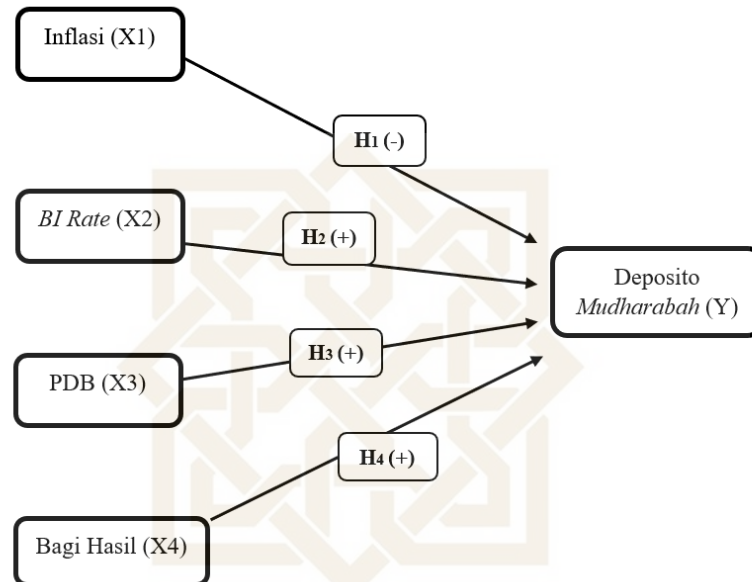 Inflasi (X1)
H1 (-)
BI Rate (X2)
H2 (+)
Deposito
Mudharabah (Y)
H3 (+)
PDB (X3)
H4 (+)
Bagi Hasil (X4)